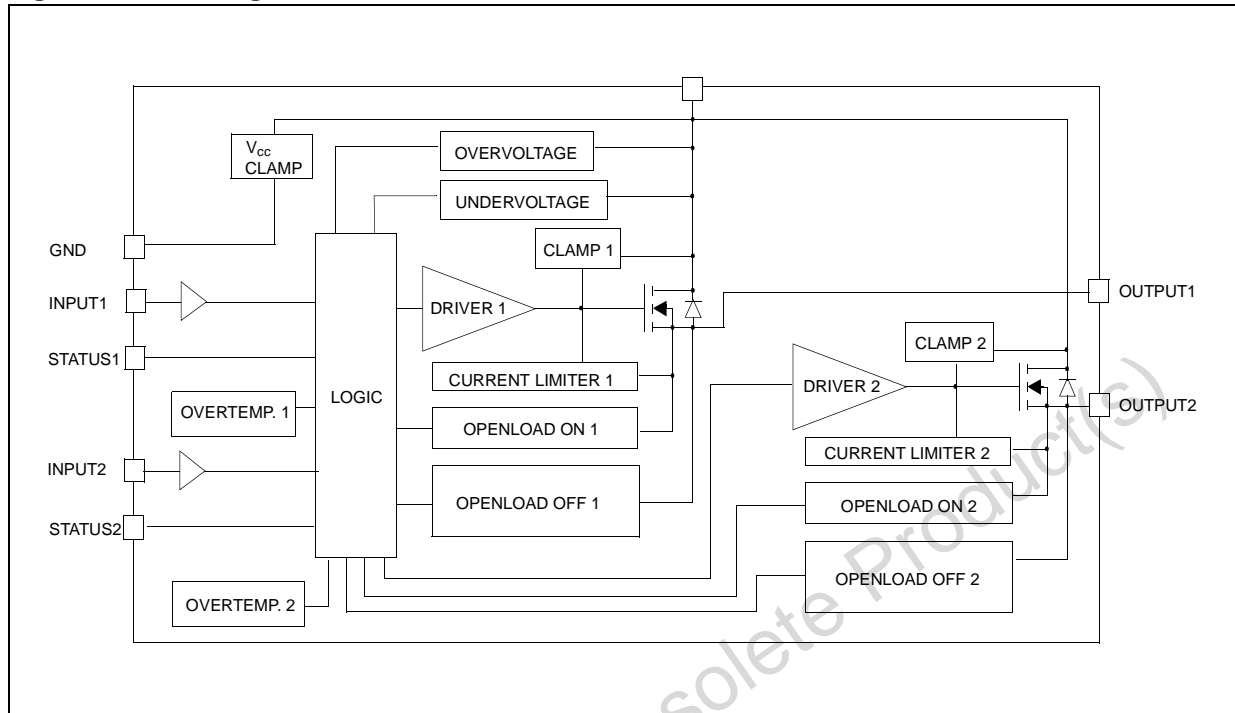 Vcc
CLAMP
OVERVOLTAGE
UNDERVOLTAGE
GND
CLAMP 1
INPUT1
DRIVER 1
OUTPUT1
STATUS1
CLAMP 2
CURRENT LIMITER 1
LOGIC
DRIVER 2
OVERTEMP. 1
OUTPUT2
OPENLOAD ON 1
CURRENT LIMITER 2
INPUT2
OPENLOAD OFF 1
OPENLOAD ON 2
STATUS2
OPENLOAD OFF 2
OVERTEMP. 2
solete Product(s)